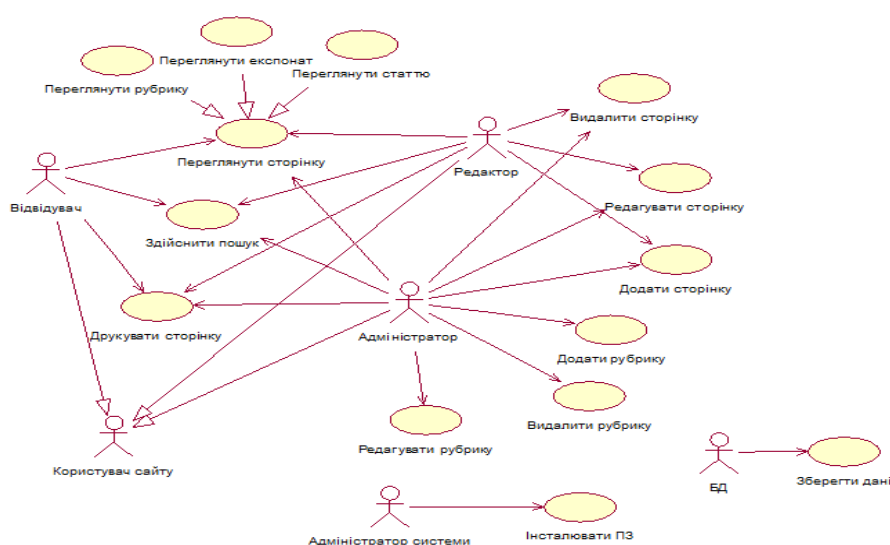 Переглянути експонат
Переглянути статтю
Переглянути рубрику
Видалити сторінку
Переглянути сторінку
Редактор
Відвідувач
Редагувати сторінку
Здійснити пошук
Додати сторінку
Друкувати сторінку
Адміністратор
Додати рубрику
Видалити рубрику
Редагувати рубрику
Користувач сайту
БД
Зберегти дані
Адміністратор системи
Інсталювати ПЗ